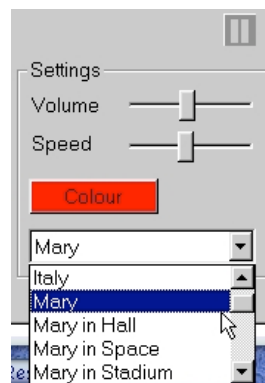 Settings
Volume
Speed
Colour
Mary
Italy
Mary
Mary in Hall
Mary in Space
Mary in Stadium